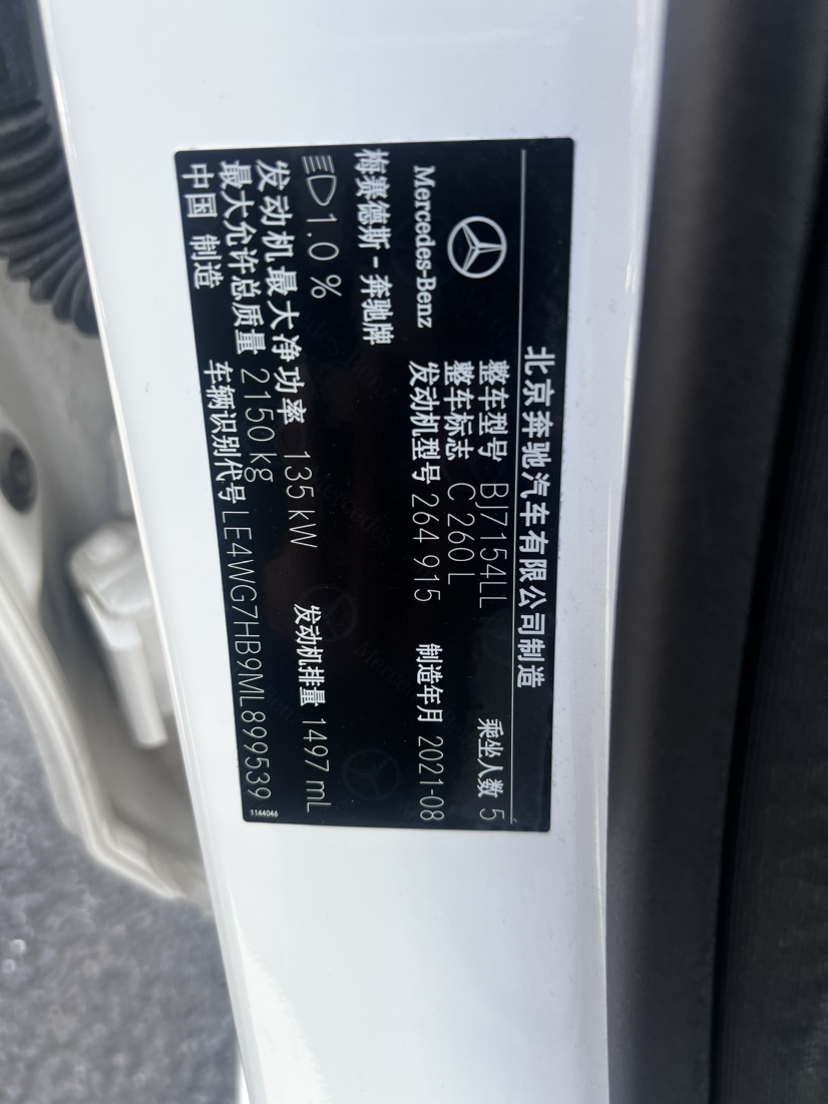 北京奔驰汽车有限公司制造
整车型号 BJ7154LL 乘坐人数 5
整车标志 C 260 L
Mercedes-Benz 发动机型号 264 915 制造年月 2021-08
梅赛德斯-奔驰牌
1.0 %
发动机最大净功率 135 kW 发动机排量 1497 mL
最大允许总质量 2150 kg
中国 制造 车辆识别代号 LE4WG7HB9ML899539
1144046